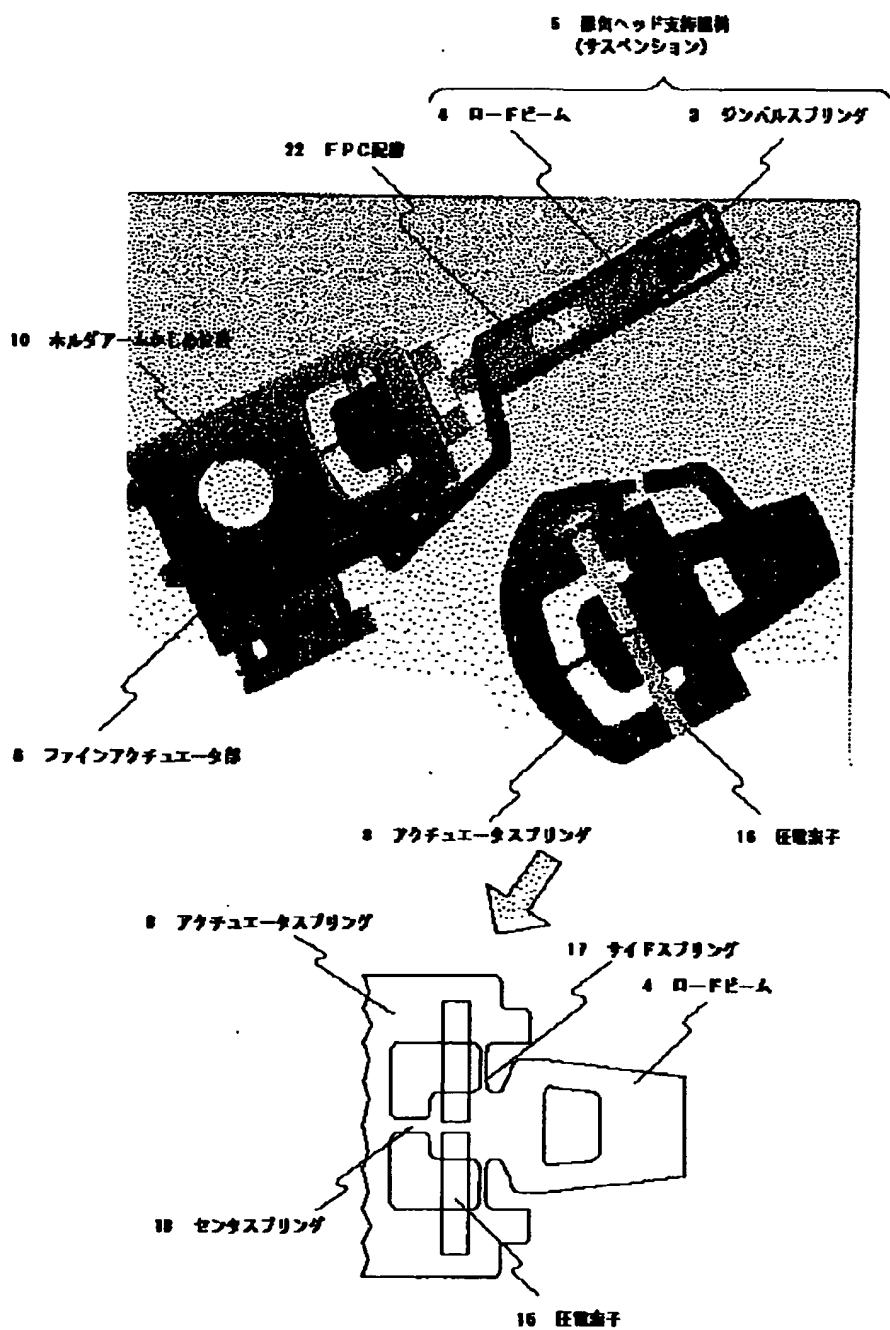 5 磁気ヘッド支持機構
(サスペンション)
4 ロードビーム
3 ジンバルスプリング
22 FPC配線
10 ホルダアームかしめ
ファインアクチュエータ部
アクチュエータスプリング
圧電素子
アクチュエータスプリング
17 サイドスプリング
4 ロードビーム
センタスプリング
圧電素子